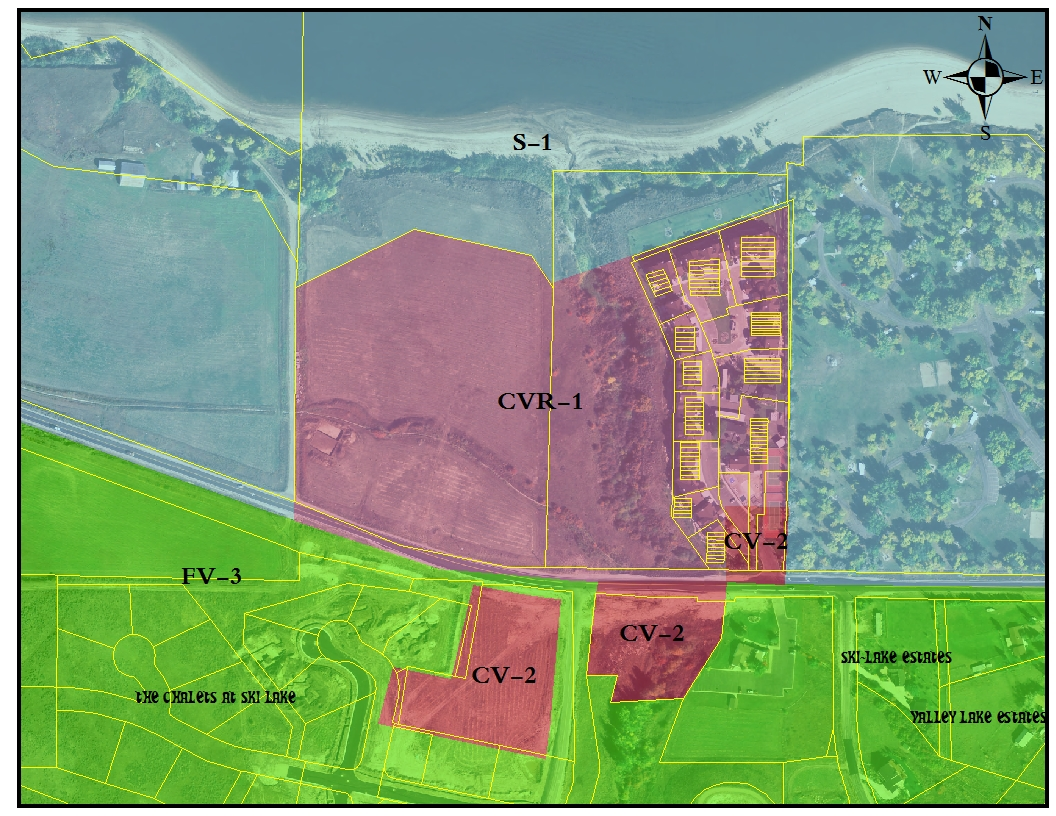 N
W E
S
S-1
CVR-1
CV-2
FV-3
CV-2
CV-2
SKI-LAKE ESTATES
THE CHALETS AT SKI LAKE
VALLEY LAKE ESTATES